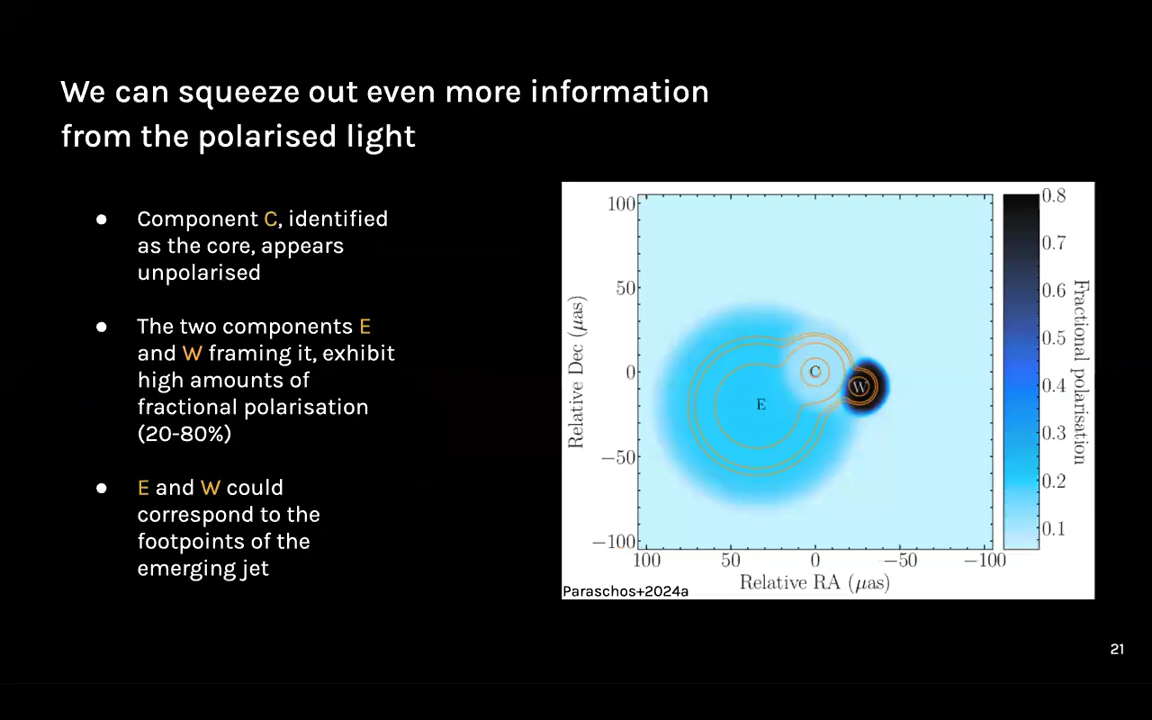 We can squeeze out even more information
from the polarised light
● Component C, identified
as the core, appears
unpolarised
● The two components E
and W framing it, exhibit
high amounts of
fractional polarisation
(20-80%)
● E and W could
correspond to the
footpoints of the
emerging jet
100
50
0
−50
−100
Relative Dec (μas)
E
C
W
100
50
0
−50
−100
Relative RA (μas)
0.8
0.7
0.6
0.5
0.4
0.3
0.2
0.1
Fractional polarisation
Paraschos+2024a
21